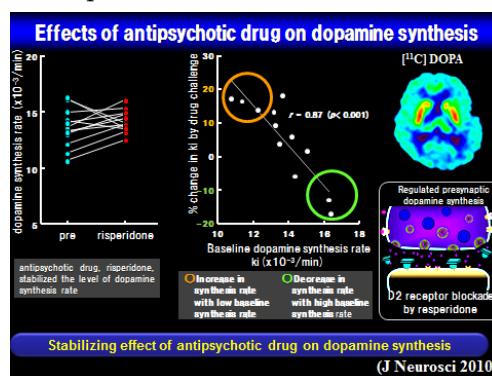 Effects of antipsychotic drug on dopamine synthesis
dopamine synthesis rate (x10⁻³/min)
20
15
10
5
pre
risperidone
antipsychotic drug, risperidone,
stabilized the level of dopamine
synthesis rate
% change in ki by drug challenge
30
20
10
0
-10
-20
r = 0.87 (p< 0.001)
10
12
14
16
18
Baseline dopamine synthesis rate
ki (x10⁻³/min)
Increase in
synthesis rate
with low baseline
synthesis rate
Decrease in
synthesis rate
with high baseline
synthesis rate
[¹¹C] DOPA
Regulated presynaptic
dopamine synthesis
D2 receptor blockade
by resperidone
Stabilizing effect of antipsychotic drug on dopamine synthesis
(J Neurosci 2010